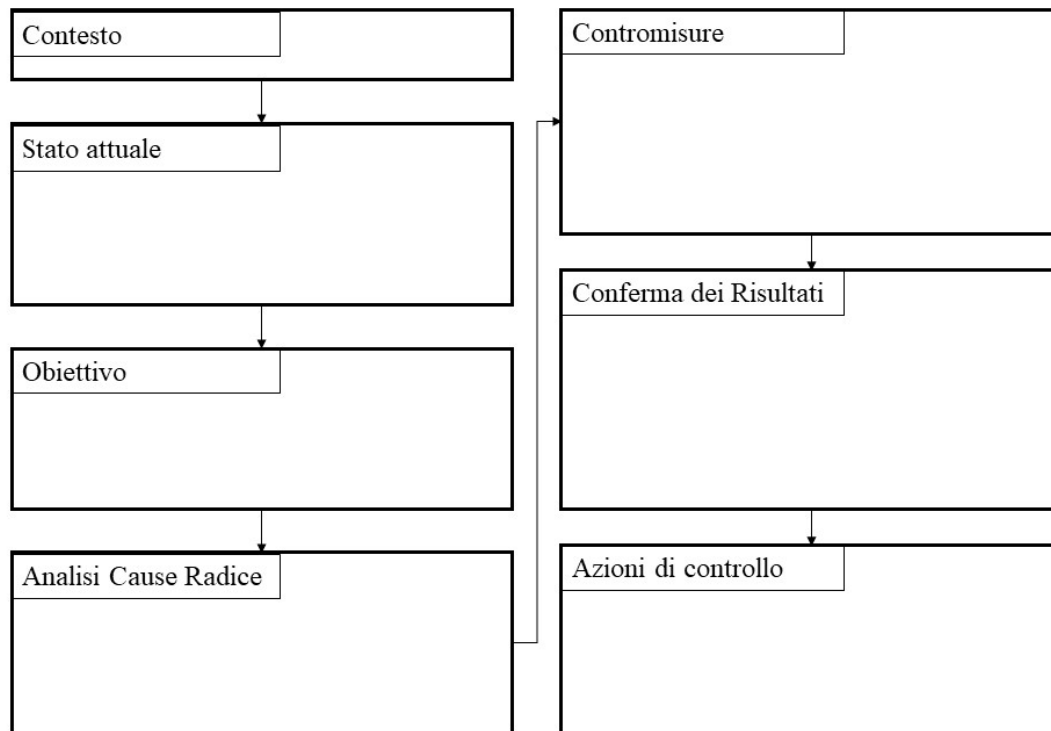 Contesto
Stato attuale
Obiettivo
Analisi Cause Radice
Contromisure
Conferma dei Risultati
Azioni di controllo